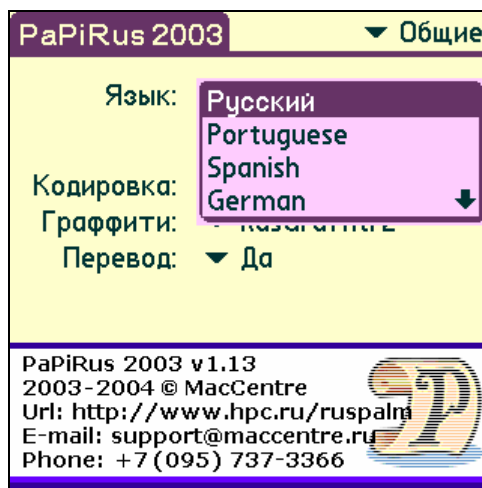 PaPiRus 2003 Общие
Язык: Русский
Portuguese
Spanish
Кодировка: German
Граффити:
Перевод: Да
PaPiRus 2003 v1.13
2003-2004 © MacCentre
Url: http://www.hpc.ru/ruspalm
E-mail: support@maccentre.ru
Phone: +7 (095) 737-3366